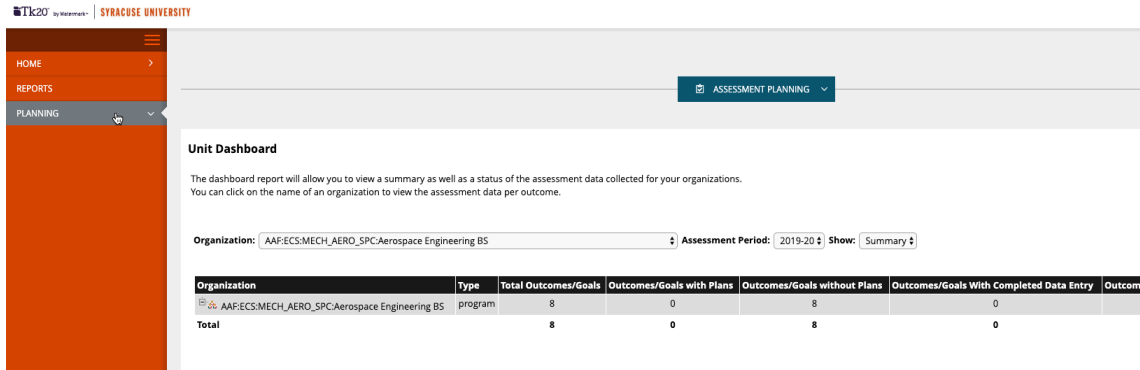 Tk20 by Watermark SYRACUSE UNIVERSITY
HOME
REPORTS
ASSESSMENT PLANNING
PLANNING
Unit Dashboard
The dashboard report will allow you to view a summary as well as a status of the assessment data collected for your organizations.
You can click on the name of an organization to view the assessment data per outcome.
Organization: AAF:ECS:MECH_AERO_SPC:Aerospace Engineering BS Assessment Period: 2019-20 Show: Summary
Organization Type Total Outcomes/Goals Outcomes/Goals with Plans Outcomes/Goals without Plans Outcomes/Goals With Completed Data Entry Outcom
AAF:ECS:MECH_AERO_SPC:Aerospace Engineering BS program 8 0 8 0
Total 8 0 8 0